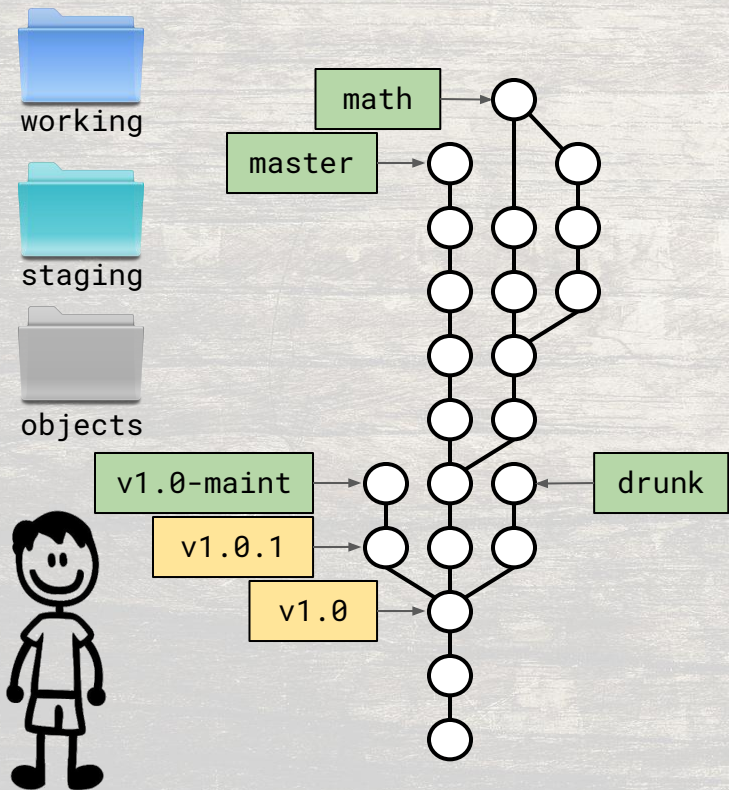 working
staging
objects
math
master
v1.0-maint
drunk
v1.0.1
v1.0